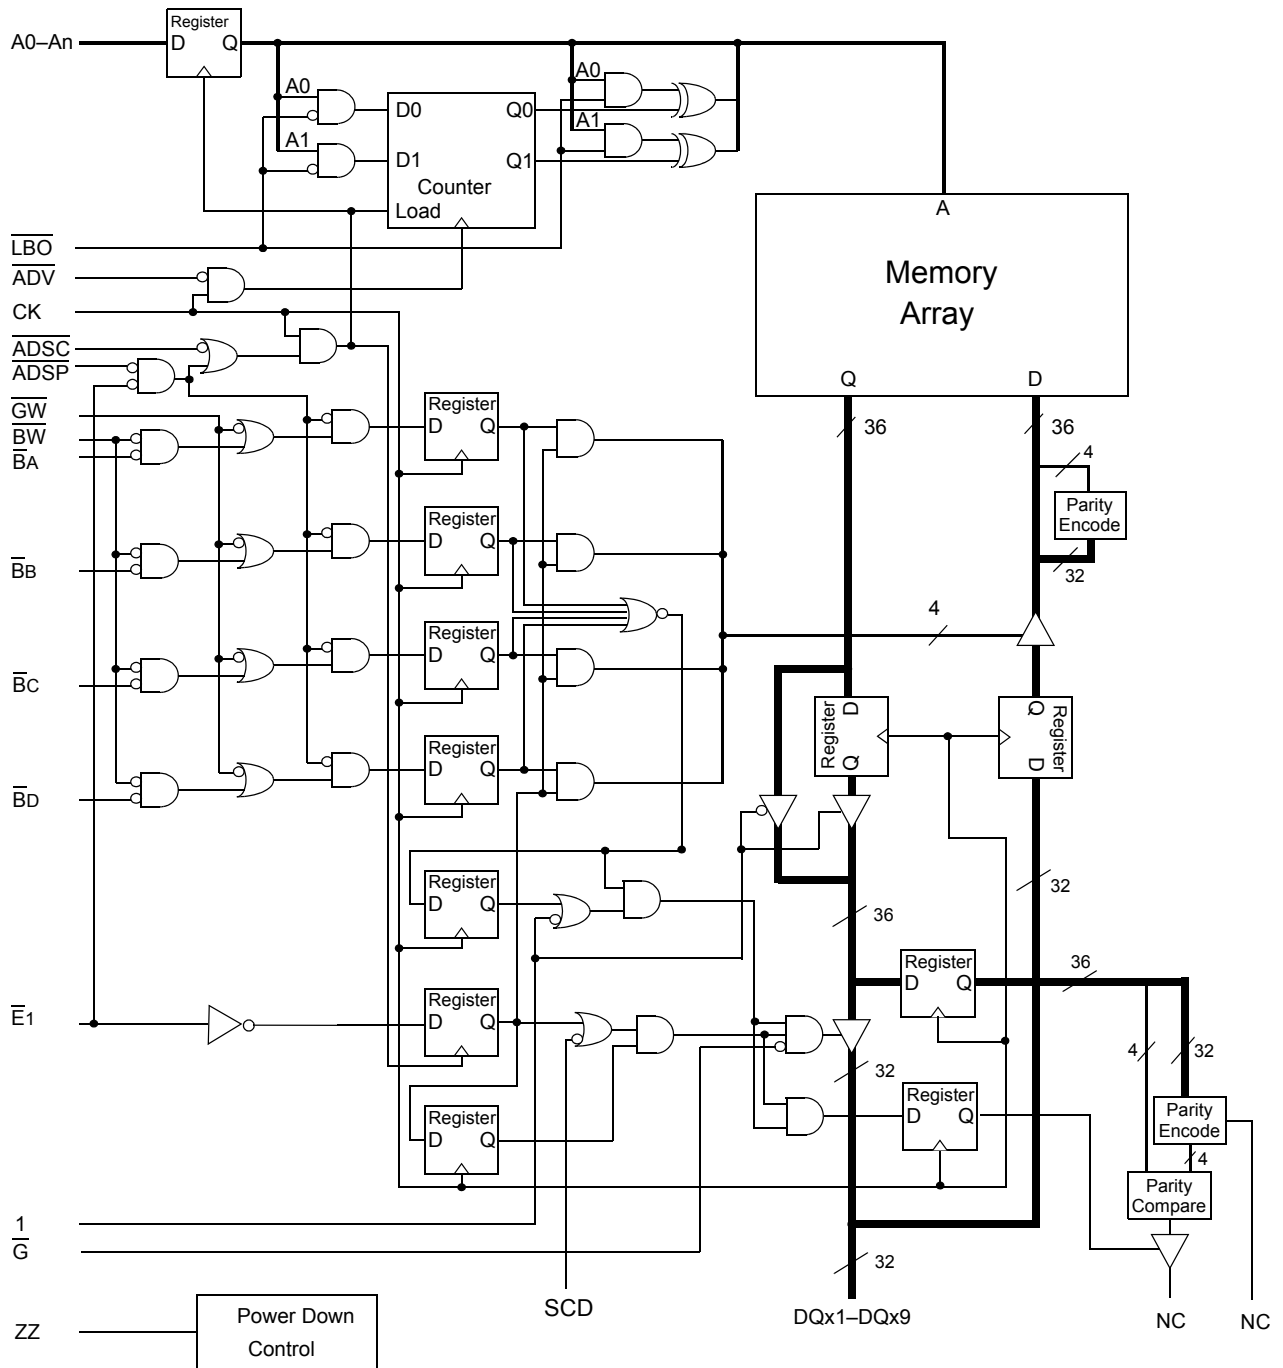 Register
A0–An
D Q
A0
A0
D0 Q0
A1
A1
D1 Q1
Counter
Load
A
LBO
ADV
CK
Memory
Array
ADSC
ADSP
Q D
GW
BW
BA
Register
D Q
36
36
4
Parity
Encode
32
Register
D Q
BB
4
Register
D Q
BC
Register
D
Q
Register
Q
D
Register
D Q
BD
Register
D Q
32
36
Register
D Q
36
Register
D Q
E1
4
32
32
Register
D Q
Register
D Q
Parity
Encode
4
Parity
Compare
1
G
32
SCD
DQx1–DQx9
NC
NC
ZZ
Power Down
Control